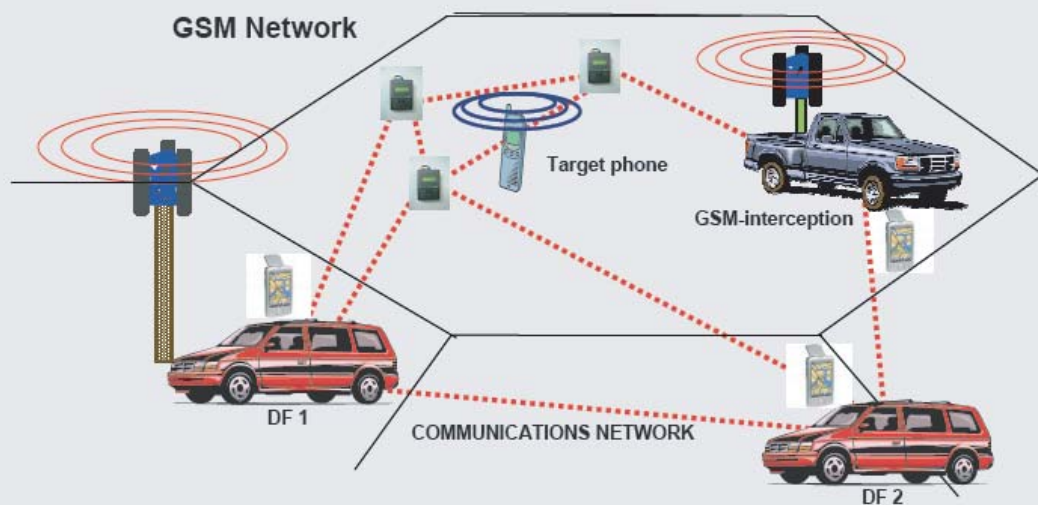 GSM Network
Target phone
GSM-interception
DF 1
COMMUNICATIONS NETWORK
DF 2